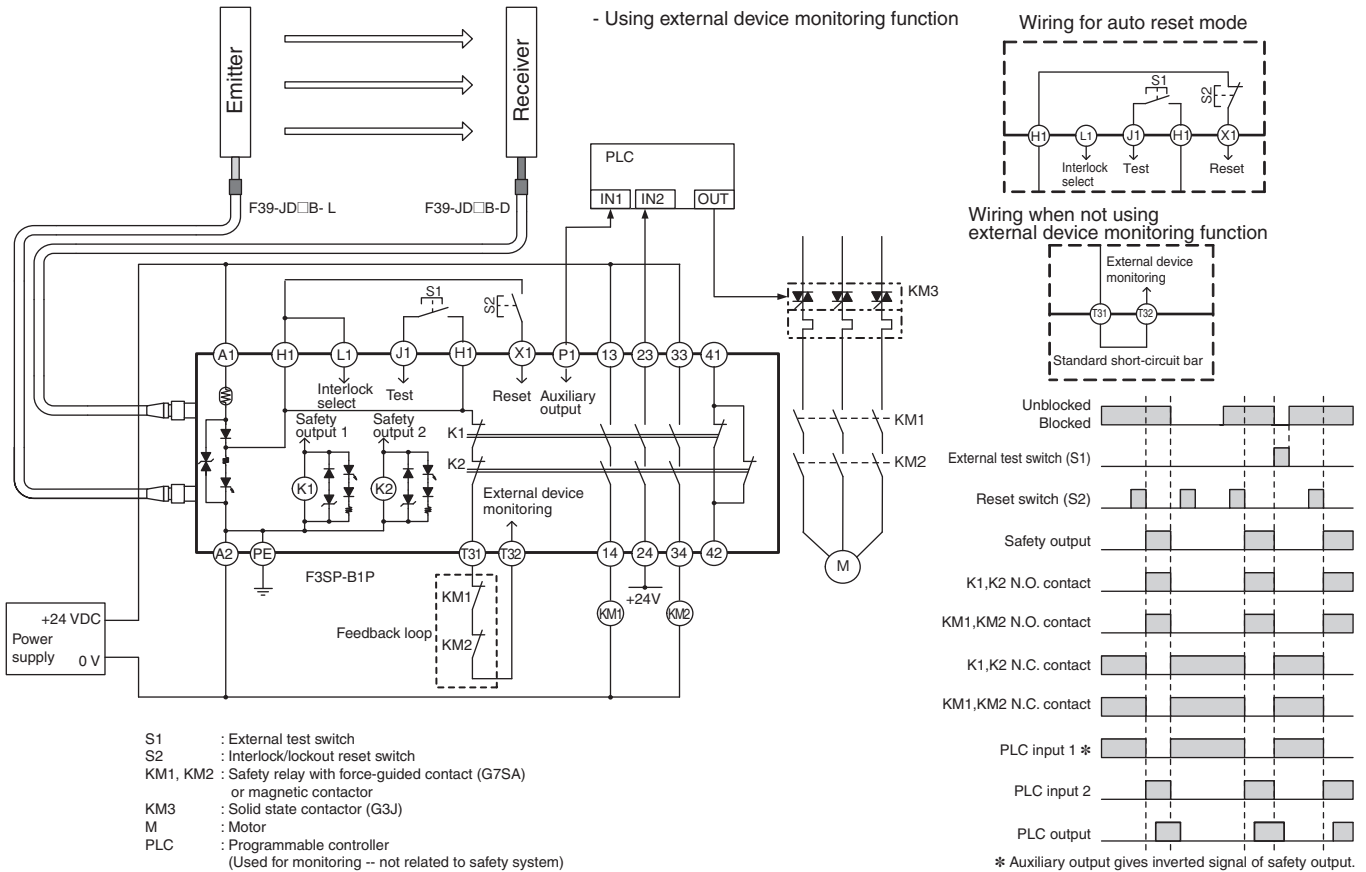 - Using external device monitoring function
Emitter
Receiver
F39-JD□B- L
F39-JD□B-D
PLC
IN1 IN2 OUT
KM3
KM1
KM2
M
S1
S2
A1 H1 L1 J1 H1 X1 P1 13 23 33 41
Interlock
select
Test
Reset
Auxiliary
output
Safety
output 1
Safety
output 2
K1
K2
K1
K2
External device
monitoring
A2 PE T31 T32 14 24 34 42
F3SP-B1P
+24V
KM1
KM2
KM1
KM2
Feedback loop
+24 VDC
Power
supply
0 V
S1 : External test switch
S2 : Interlock/lockout reset switch
KM1, KM2 : Safety relay with force-guided contact (G7SA)
or magnetic contactor
KM3 : Solid state contactor (G3J)
M : Motor
PLC : Programmable controller
(Used for monitoring -- not related to safety system)
Wiring for auto reset mode
S1
S2
H1 L1 J1 H1 X1
Interlock
select
Test
Reset
Wiring when not using
external device monitoring function
External device
monitoring
T31 T32
Standard short-circuit bar
Unblocked
Blocked
External test switch (S1)
Reset switch (S2)
Safety output
K1,K2 N.O. contact
KM1,KM2 N.O. contact
K1,K2 N.C. contact
KM1,KM2 N.C. contact
PLC input 1 ✻
PLC input 2
PLC output
✻ Auxiliary output gives inverted signal of safety output.